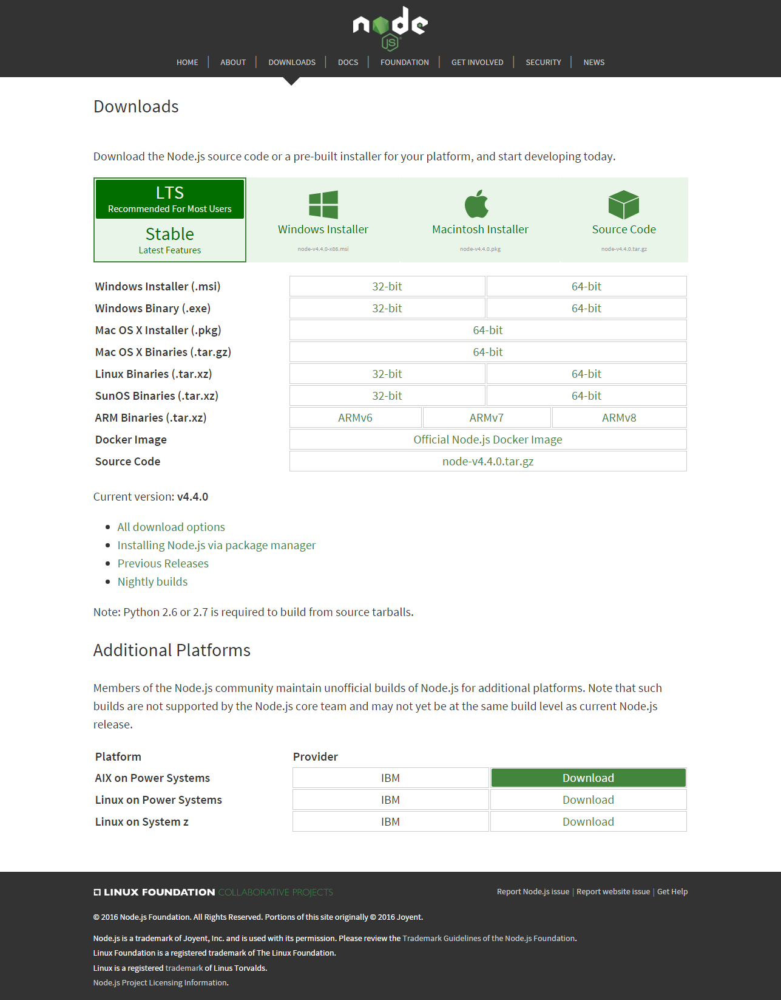 node
JS
HOME ABOUT DOWNLOADS DOCS FOUNDATION GET INVOLVED SECURITY NEWS
Downloads
Download the Node.js source code or a pre-built installer for your platform, and start developing today.
LTS
Recommended For Most Users
Stable
Latest Features
Windows Installer
node-v4.4.0-x86.msi
Macintosh Installer
node-v4.4.0.pkg
Source Code
node-v4.4.0.tar.gz
Windows Installer (.msi) 32-bit 64-bit
Windows Binary (.exe) 32-bit 64-bit
Mac OS X Installer (.pkg) 64-bit
Mac OS X Binaries (.tar.gz) 64-bit
Linux Binaries (.tar.xz) 32-bit 64-bit
SunOS Binaries (.tar.xz) 32-bit 64-bit
ARM Binaries (.tar.xz) ARMv6 ARMv7 ARMv8
Docker Image Official Node.js Docker Image
Source Code node-v4.4.0.tar.gz
Current version: v4.4.0
All download options
Installing Node.js via package manager
Previous Releases
Nightly builds
Note: Python 2.6 or 2.7 is required to build from source tarballs.
Additional Platforms
Members of the Node.js community maintain unofficial builds of Node.js for additional platforms. Note that such
builds are not supported by the Node.js core team and may not yet be at the same build level as current Node.js
release.
Platform Provider
AIX on Power Systems IBM Download
Linux on Power Systems IBM Download
Linux on System z IBM Download
LINUX FOUNDATION COLLABORATIVE PROJECTS
Report Node.js issue | Report website issue | Get Help
© 2016 Node.js Foundation. All Rights Reserved. Portions of this site originally © 2016 Joyent.
Node.js is a trademark of Joyent, Inc. and is used with its permission. Please review the Trademark Guidelines of the Node.js Foundation.
Linux Foundation is a registered trademark of The Linux Foundation.
Linux is a registered trademark of Linus Torvalds.
Node.js Project Licensing Information.